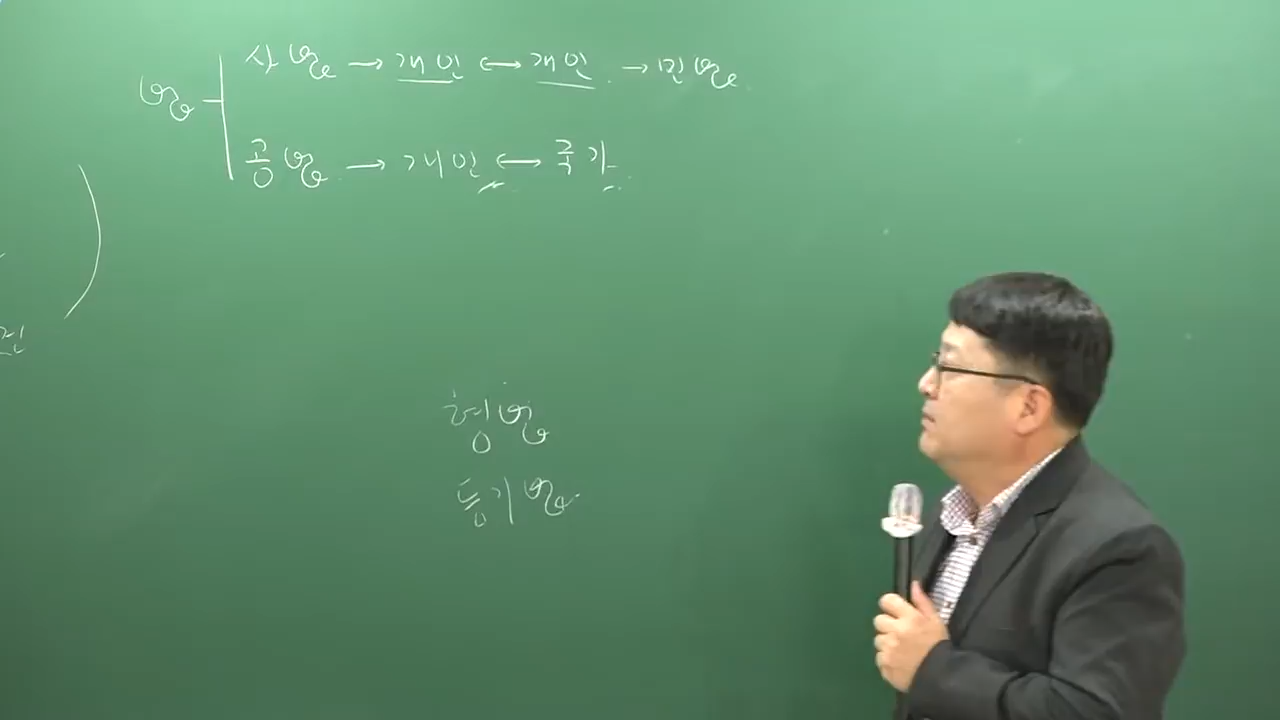 법
사법 → 개인 ↔ 개인 → 민법
공법 → 개인 ↔ 국가
형법
등기법